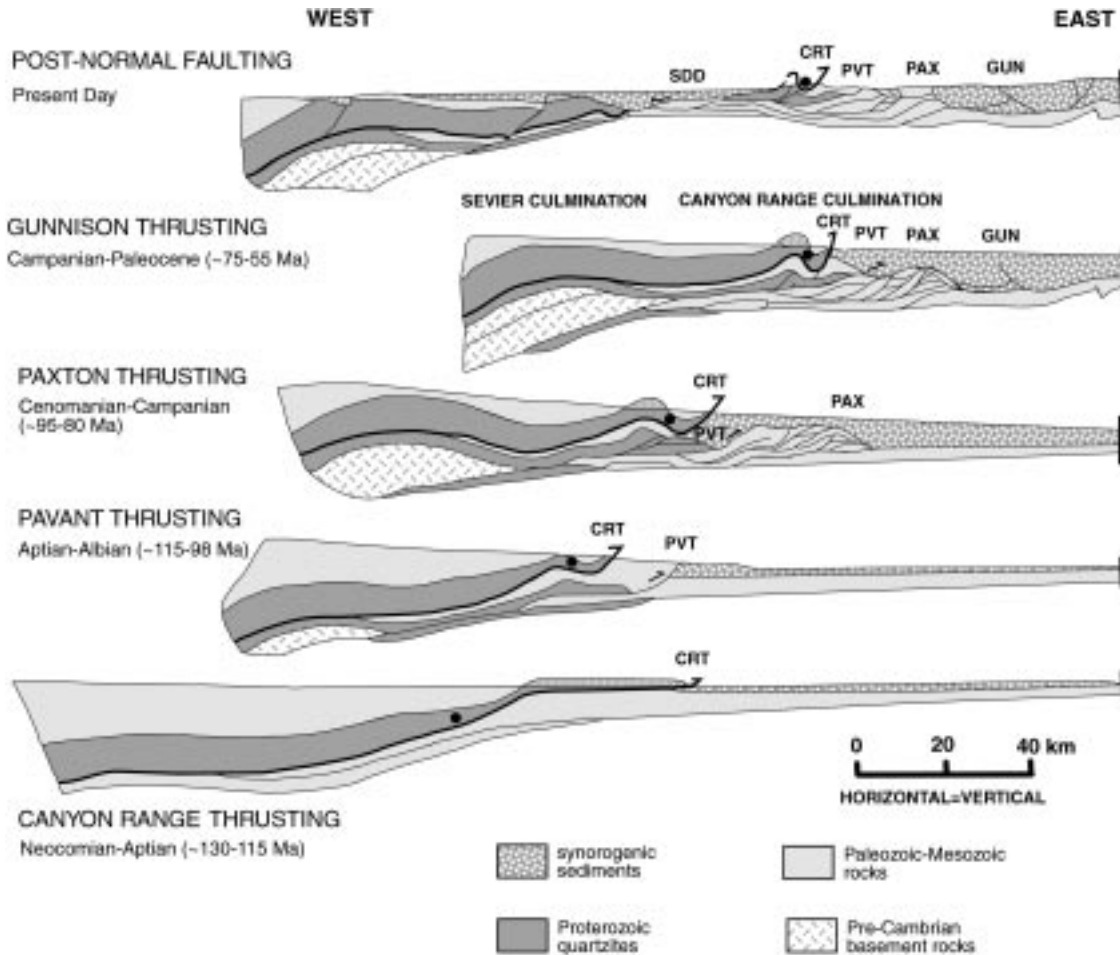 WEST
EAST
POST-NORMAL FAULTING
Present Day
SDD
CRT
PVT
PAX
GUN
SEVIER CULMINATION
CANYON RANGE CULMINATION
GUNNISON THRUSTING
Campanian-Paleocene (~75-55 Ma)
CRT
PVT
PAX
GUN
PAXTON THRUSTING
Cenomanian-Campanian
(~95-80 Ma)
CRT
PVT
PAX
PAVANT THRUSTING
Aptian-Albian (~115-98 Ma)
CRT
PVT
CRT
0 20 40 km
HORIZONTAL=VERTICAL
CANYON RANGE THRUSTING
Neocomian-Aptian (~130-115 Ma)
synorogenic
sediments
Paleozoic-Mesozoic
rocks
Proterozoic
quartzites
Pre-Cambrian
basement rocks